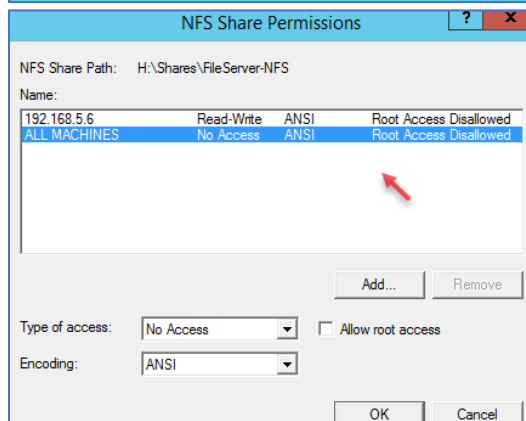 NFS Share Permissions ? x
NFS Share Path: H:\Shares\FileServer-NFS
Name:
192.168.5.6 Read-Write ANSI Root Access Disallowed
ALL MACHINES No Access ANSI Root Access Disallowed
Add... Remove
Type of access: No Access Allow root access
Encoding: ANSI
OK Cancel